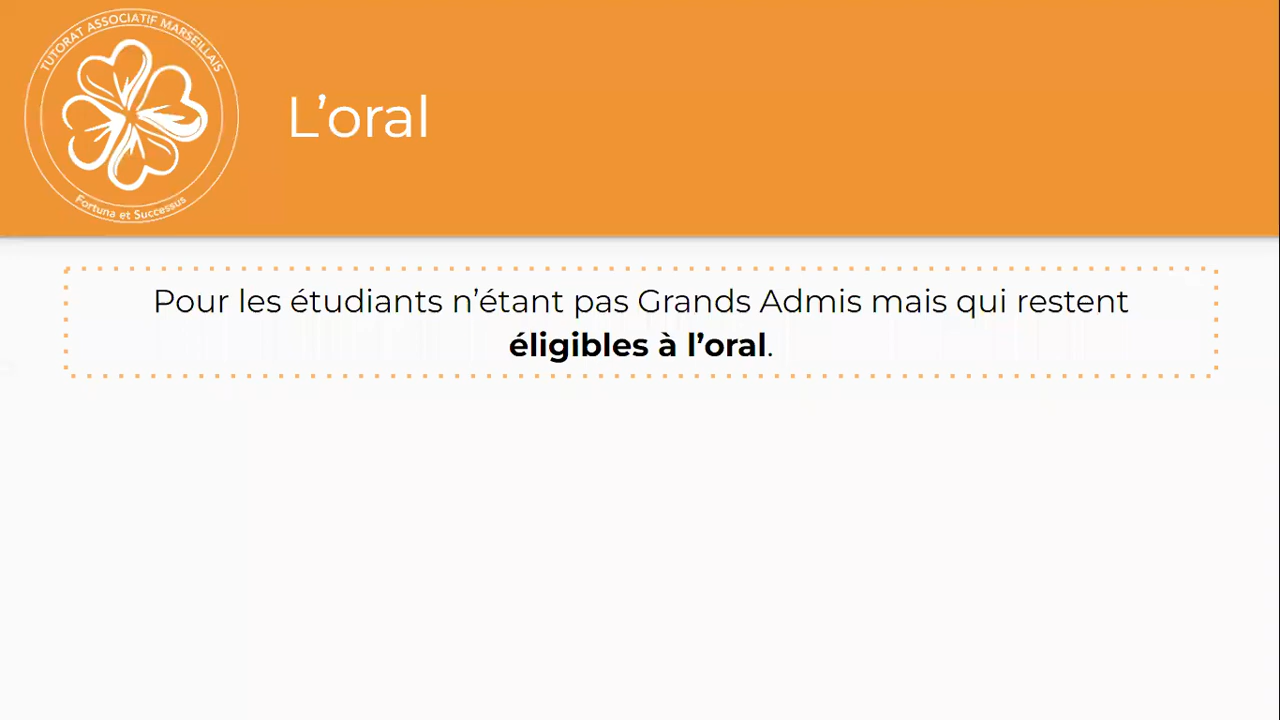 TUTORAT ASSOCIATIF MARSEILLAIS
Fortuna et Successus
L’oral
Pour les étudiants n’étant pas Grands Admis mais qui restent
éligibles à l’oral.